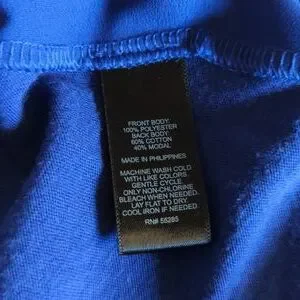 FRONT BODY:
100% POLYESTER
BACK BODY:
60% COTTON
40% MODAL
MADE IN PHILIPPINES
MACHINE WASH COLD
WITH LIKE COLORS
GENTLE CYCLE
ONLY NON-CHLORINE
BLEACH WHEN NEEDED.
LAY FLAT TO DRY
COOL IRON IF NEEDED.
RN# 55285